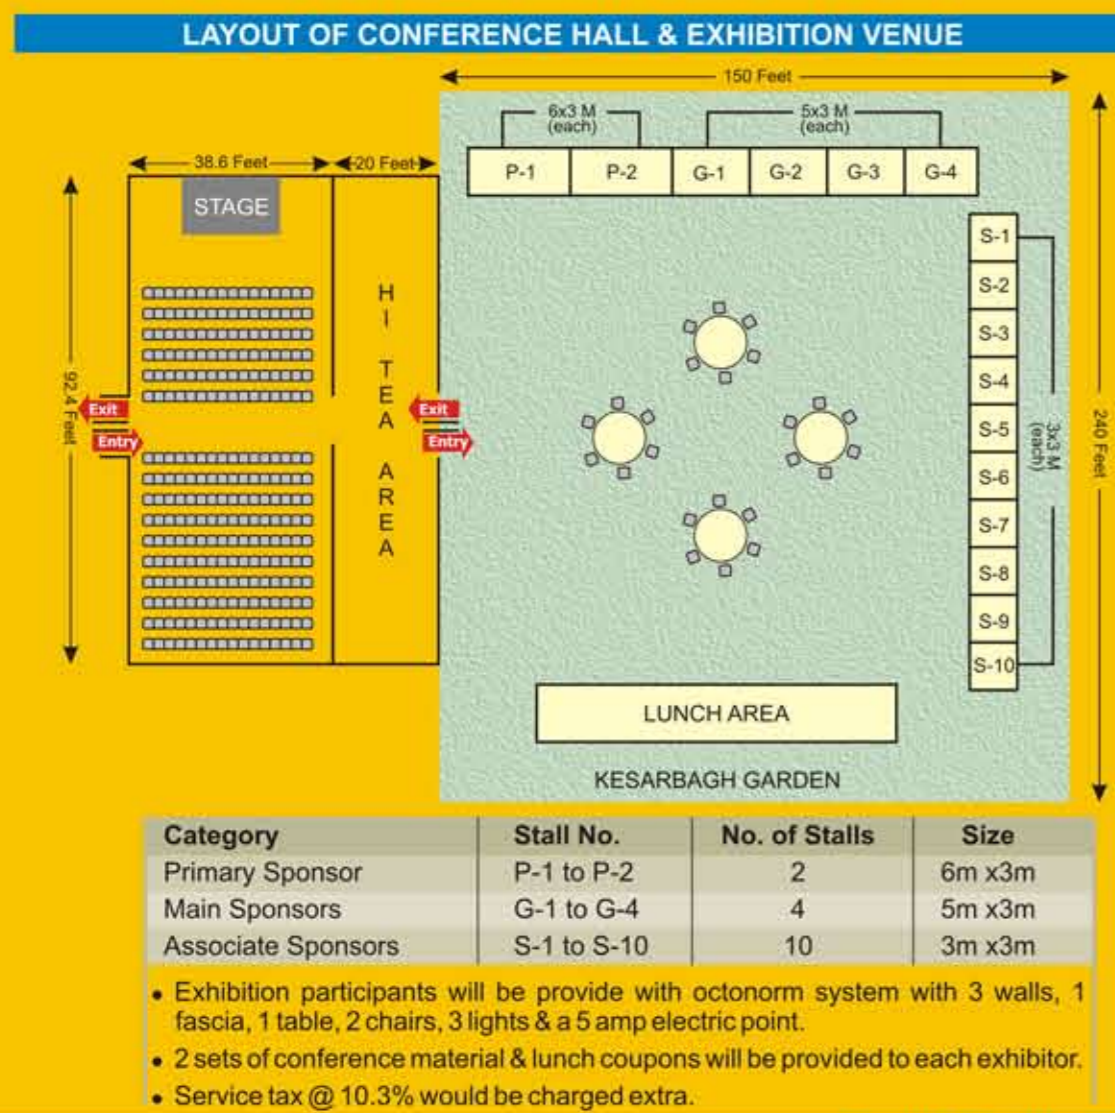 LAYOUT OF CONFERENCE HALL & EXHIBITION VENUE
150 Feet
6x3 M
(each)
5x3 M
(each)
38.6 Feet
20 Feet
P-1
P-2
G-1
G-2
G-3
G-4
STAGE
S-1
S-2
S-3
S-4
S-5
S-6
S-7
S-8
S-9
S-10
3x3 M
(each)
240 Feet
92.4 Feet
HI TEA AREA
Exit
Entry
Exit
Entry
LUNCH AREA
KESARBAGH GARDEN
Category Stall No. No. of Stalls Size
Primary Sponsor P-1 to P-2 2 6m x3m
Main Sponsors G-1 to G-4 4 5m x3m
Associate Sponsors S-1 to S-10 10 3m x3m
• Exhibition participants will be provide with octonorm system with 3 walls, 1
fascia, 1 table, 2 chairs, 3 lights & a 5 amp electric point.
• 2 sets of conference material & lunch coupons will be provided to each exhibitor.
• Service tax @ 10.3% would be charged extra.